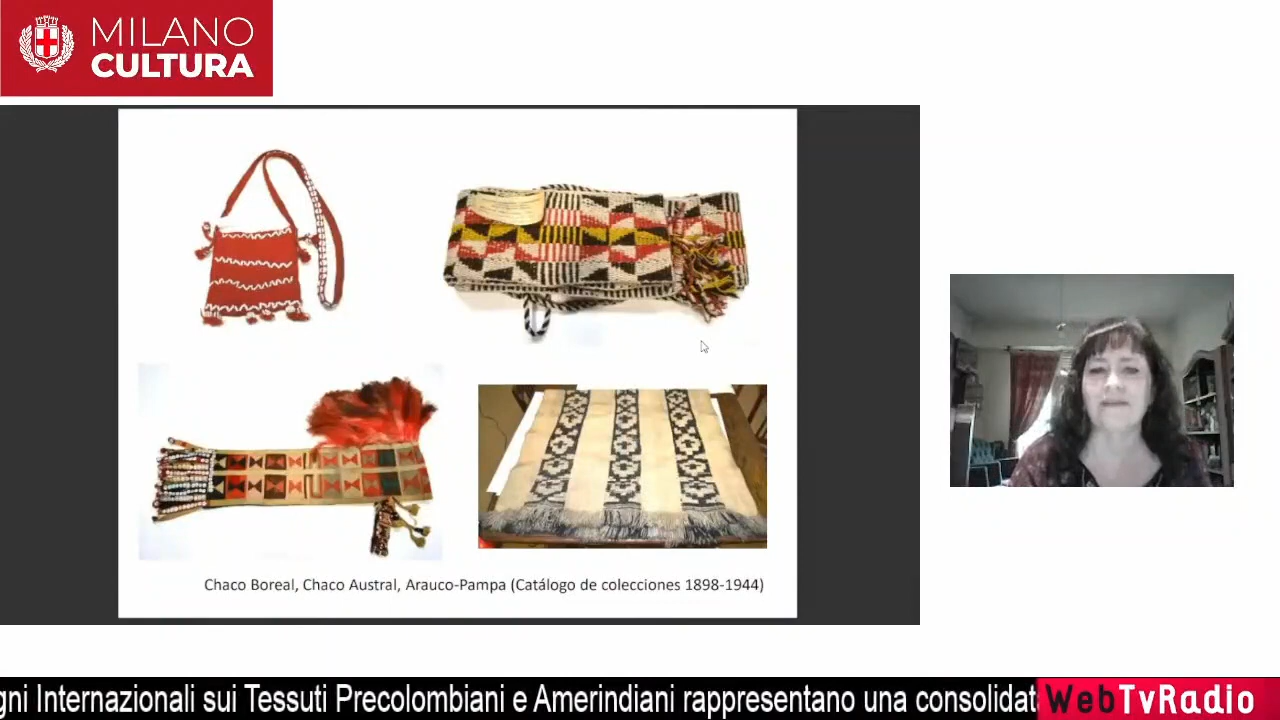 MILANO
CULTURA
Chaco Boreal, Chaco Austral, Arauco-Pampa (Catálogo de colecciones 1898-1944)
gni Internazionali sui Tessuti Precolombiani e Amerindiani rappresentano una consolidat
WebTvRadio